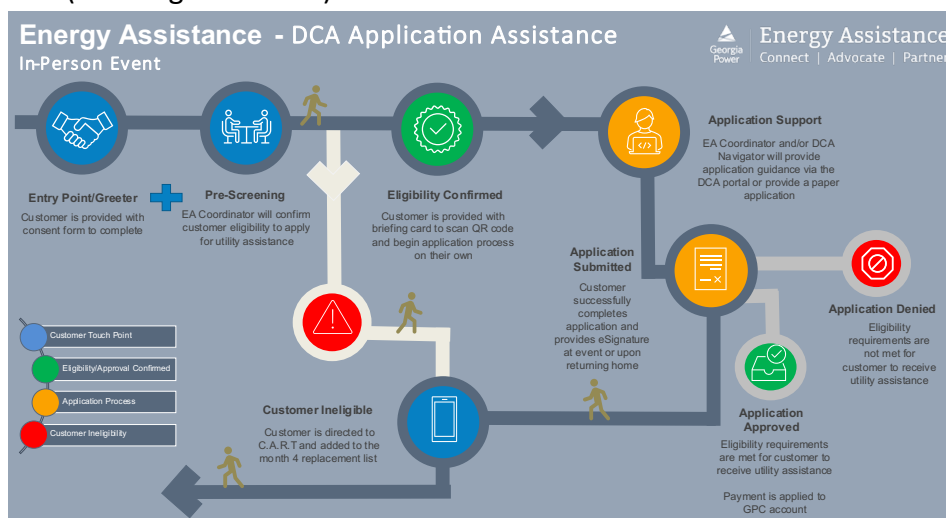 Energy Assistance - DCA Application Assistance
In-Person Event
Georgia
Power
Energy Assistance
Connect | Advocate | Partner
Entry Point/Greeter
Customer is provided with
consent form to complete
Pre-Screening
EA Coordinator will confirm
customer eligibility to apply
for utility assistance
Eligibility Confirmed
Customer is provided with
briefing card to scan QR code
and begin application process
on their own
Application Support
EA Coordinator and/or DCA
Navigator will provide
application guidance via the
DCA portal or provide a paper
application
Application
Submitted
Customer
successfully
completes
application and
provides eSignature
at event or upon
returning home
Application Denied
Eligibility
requirements are
not met for
customer to receive
utility assistance
Application
Approved
Eligibility requirements
are met for customer to
receive utility assistance
Payment is applied to
GPC account
Customer Ineligible
Customer is directed to
C.A.R.T and added to the
month 4 replacement list
Customer Touch Point
Eligibility/Approval Confirmed
Application Process
Customer Ineligibility